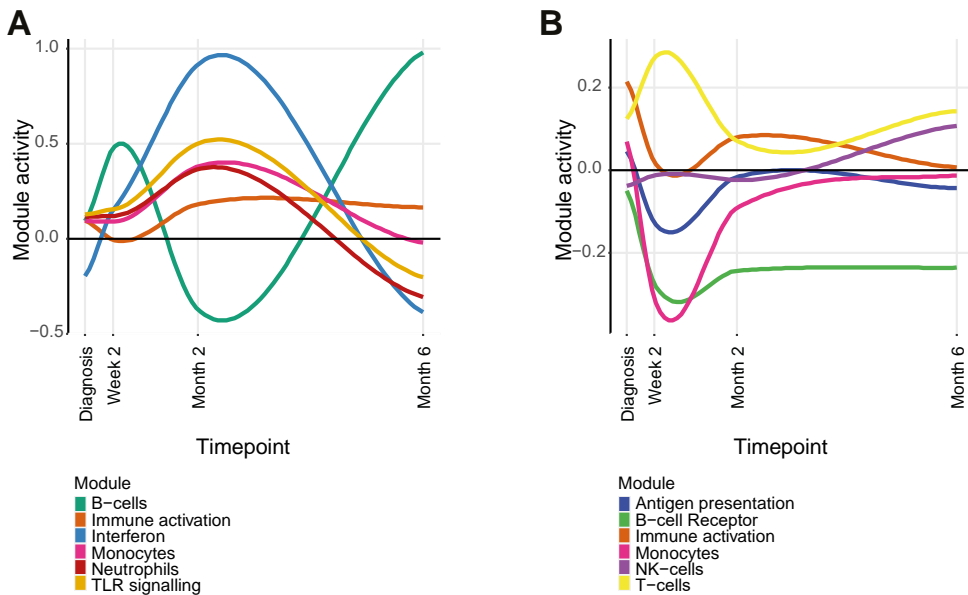 A
1.0
0.5
0.0
−0.5
Module activity
Diagnosis
Week 2
Month 2
Month 6
Timepoint
Module
B−cells
Immune activation
Interferon
Monocytes
Neutrophils
TLR signalling
B
0.2
0.0
−0.2
Module activity
Diagnosis
Week 2
Month 2
Month 6
Timepoint
Module
Antigen presentation
B−cell Receptor
Immune activation
Monocytes
NK−cells
T−cells